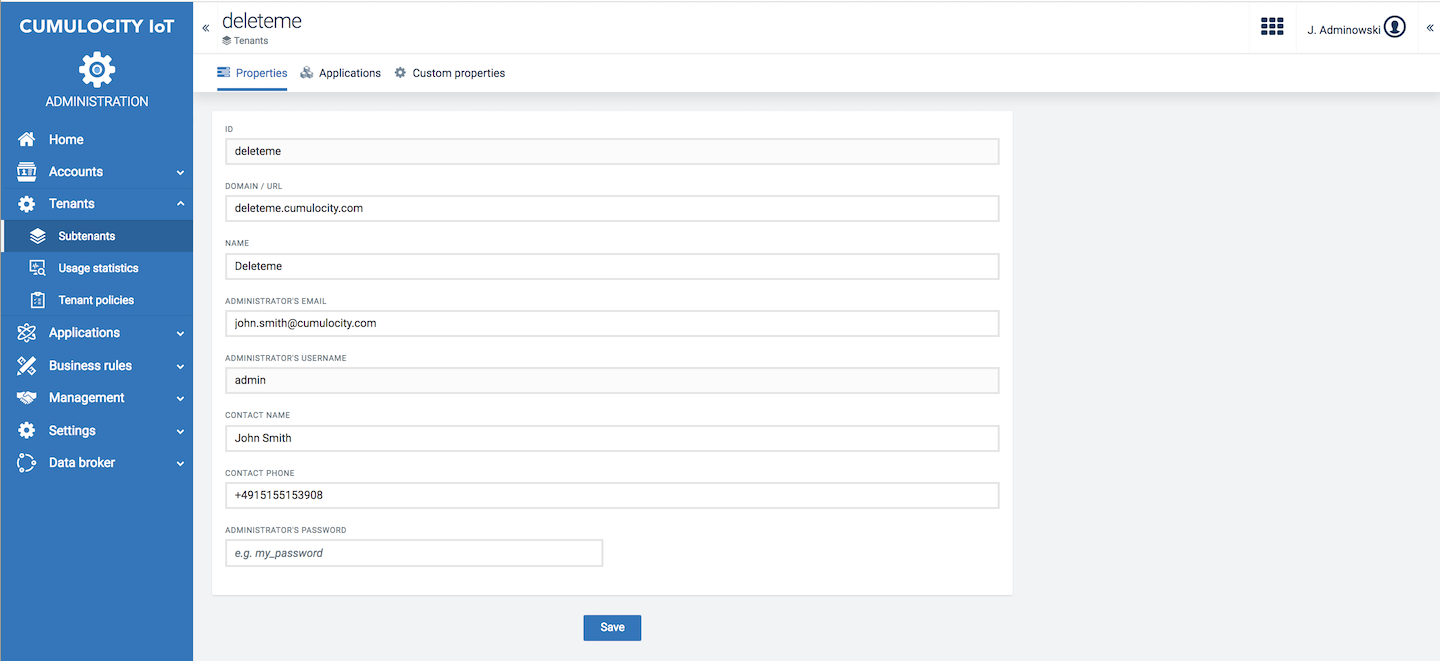 CUMULOCITY IoT
ADMINISTRATION
Home
Accounts
Tenants
Subtenants
Usage statistics
Tenant policies
Applications
Business rules
Management
Settings
Data broker
deleteme
Tenants
J. Adminowski
Properties
Applications
Custom properties
ID
deleteme
DOMAIN / URL
deleteme.cumulocity.com
NAME
Deleteme
ADMINISTRATOR'S EMAIL
john.smith@cumulocity.com
ADMINISTRATOR'S USERNAME
admin
CONTACT NAME
John Smith
CONTACT PHONE
+4915155153908
ADMINISTRATOR'S PASSWORD
e.g. my_password
Save